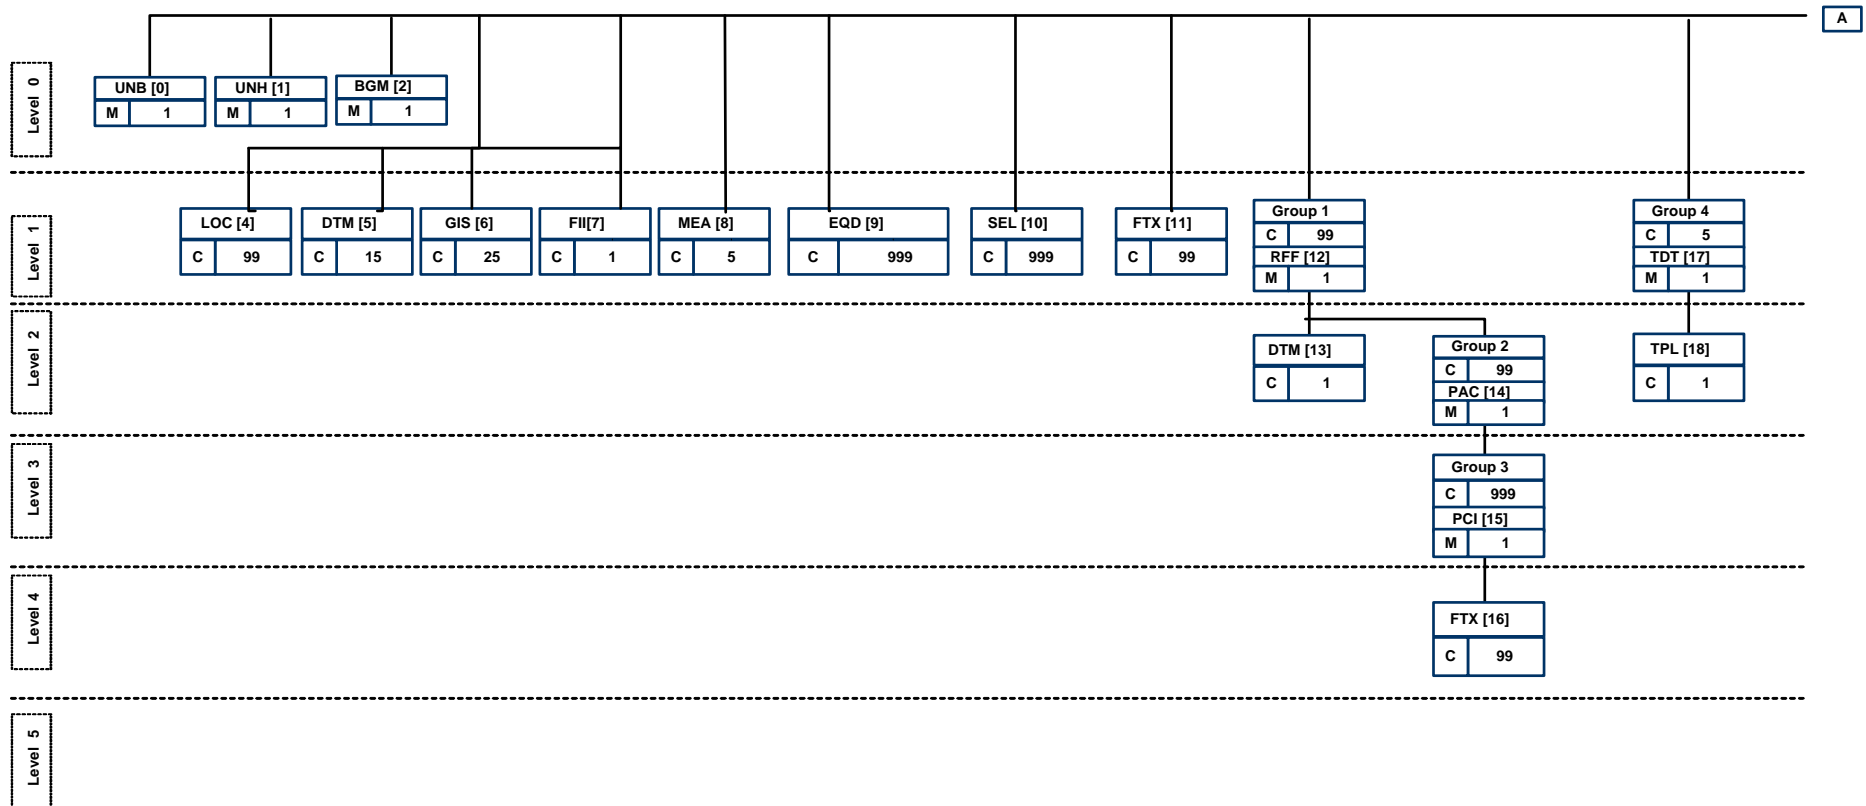 A
Level 0
UNB [0]
M 1
UNH [1]
M 1
BGM [2]
M 1
Level 1
LOC [4]
C 99
DTM [5]
C 15
GIS [6]
C 25
FII[7]
C 1
MEA [8]
C 5
EQD [9]
C 999
SEL [10]
C 999
FTX [11]
C 99
Group 1
C 99
RFF [12]
M 1
Group 4
C 5
TDT [17]
M 1
Level 2
DTM [13]
C 1
Group 2
C 99
PAC [14]
M 1
TPL [18]
C 1
Level 3
Group 3
C 999
PCI [15]
M 1
Level 4
FTX [16]
C 99
Level 5